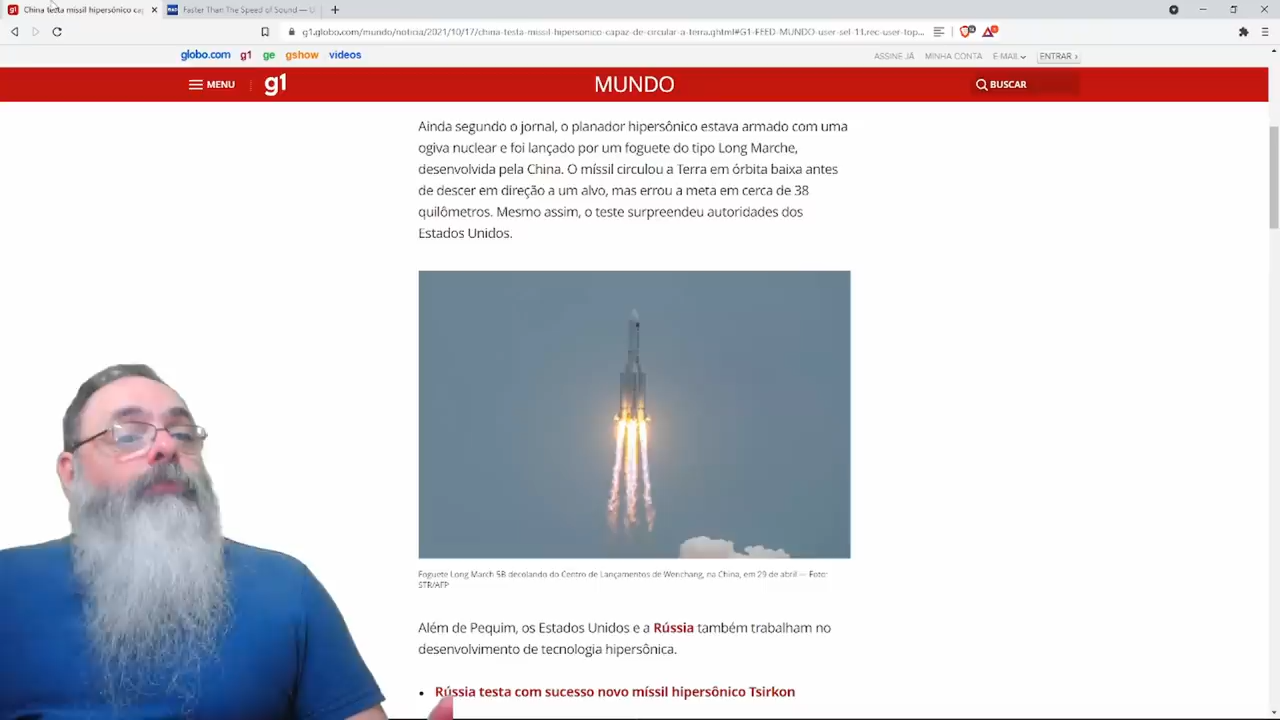 China testa míssil hipersônico ca
Faster Than The Speed of Sound —
g1.globo.com/mundo/noticia/2021/10/17/china-testa-missil-hipersonico-capaz-de-circular-a-terra.ghtml#G1-FEED-MUNDO-user-sel-11,rec-user-top...
globo.com g1 ge gshow videos
ASSINE JÁ MINHA CONTA E-MAIL ENTRAR ›
MENU g1 MUNDO BUSCAR
Ainda segundo o jornal, o planador hipersônico estava armado com uma
ogiva nuclear e foi lançado por um foguete do tipo Long Marche,
desenvolvida pela China. O míssil circulou a Terra em órbita baixa antes
de descer em direção a um alvo, mas errou a meta em cerca de 38
quilômetros. Mesmo assim, o teste surpreendeu autoridades dos
Estados Unidos.
Foguete Long March 5B decolando do Centro de Lançamentos de Wenchang, na China, em 29 de abril — Foto:
STR/AFP
Além de Pequim, os Estados Unidos e a Rússia também trabalham no
desenvolvimento de tecnologia hipersônica.
• Rússia testa com sucesso novo míssil hipersônico Tsirkon